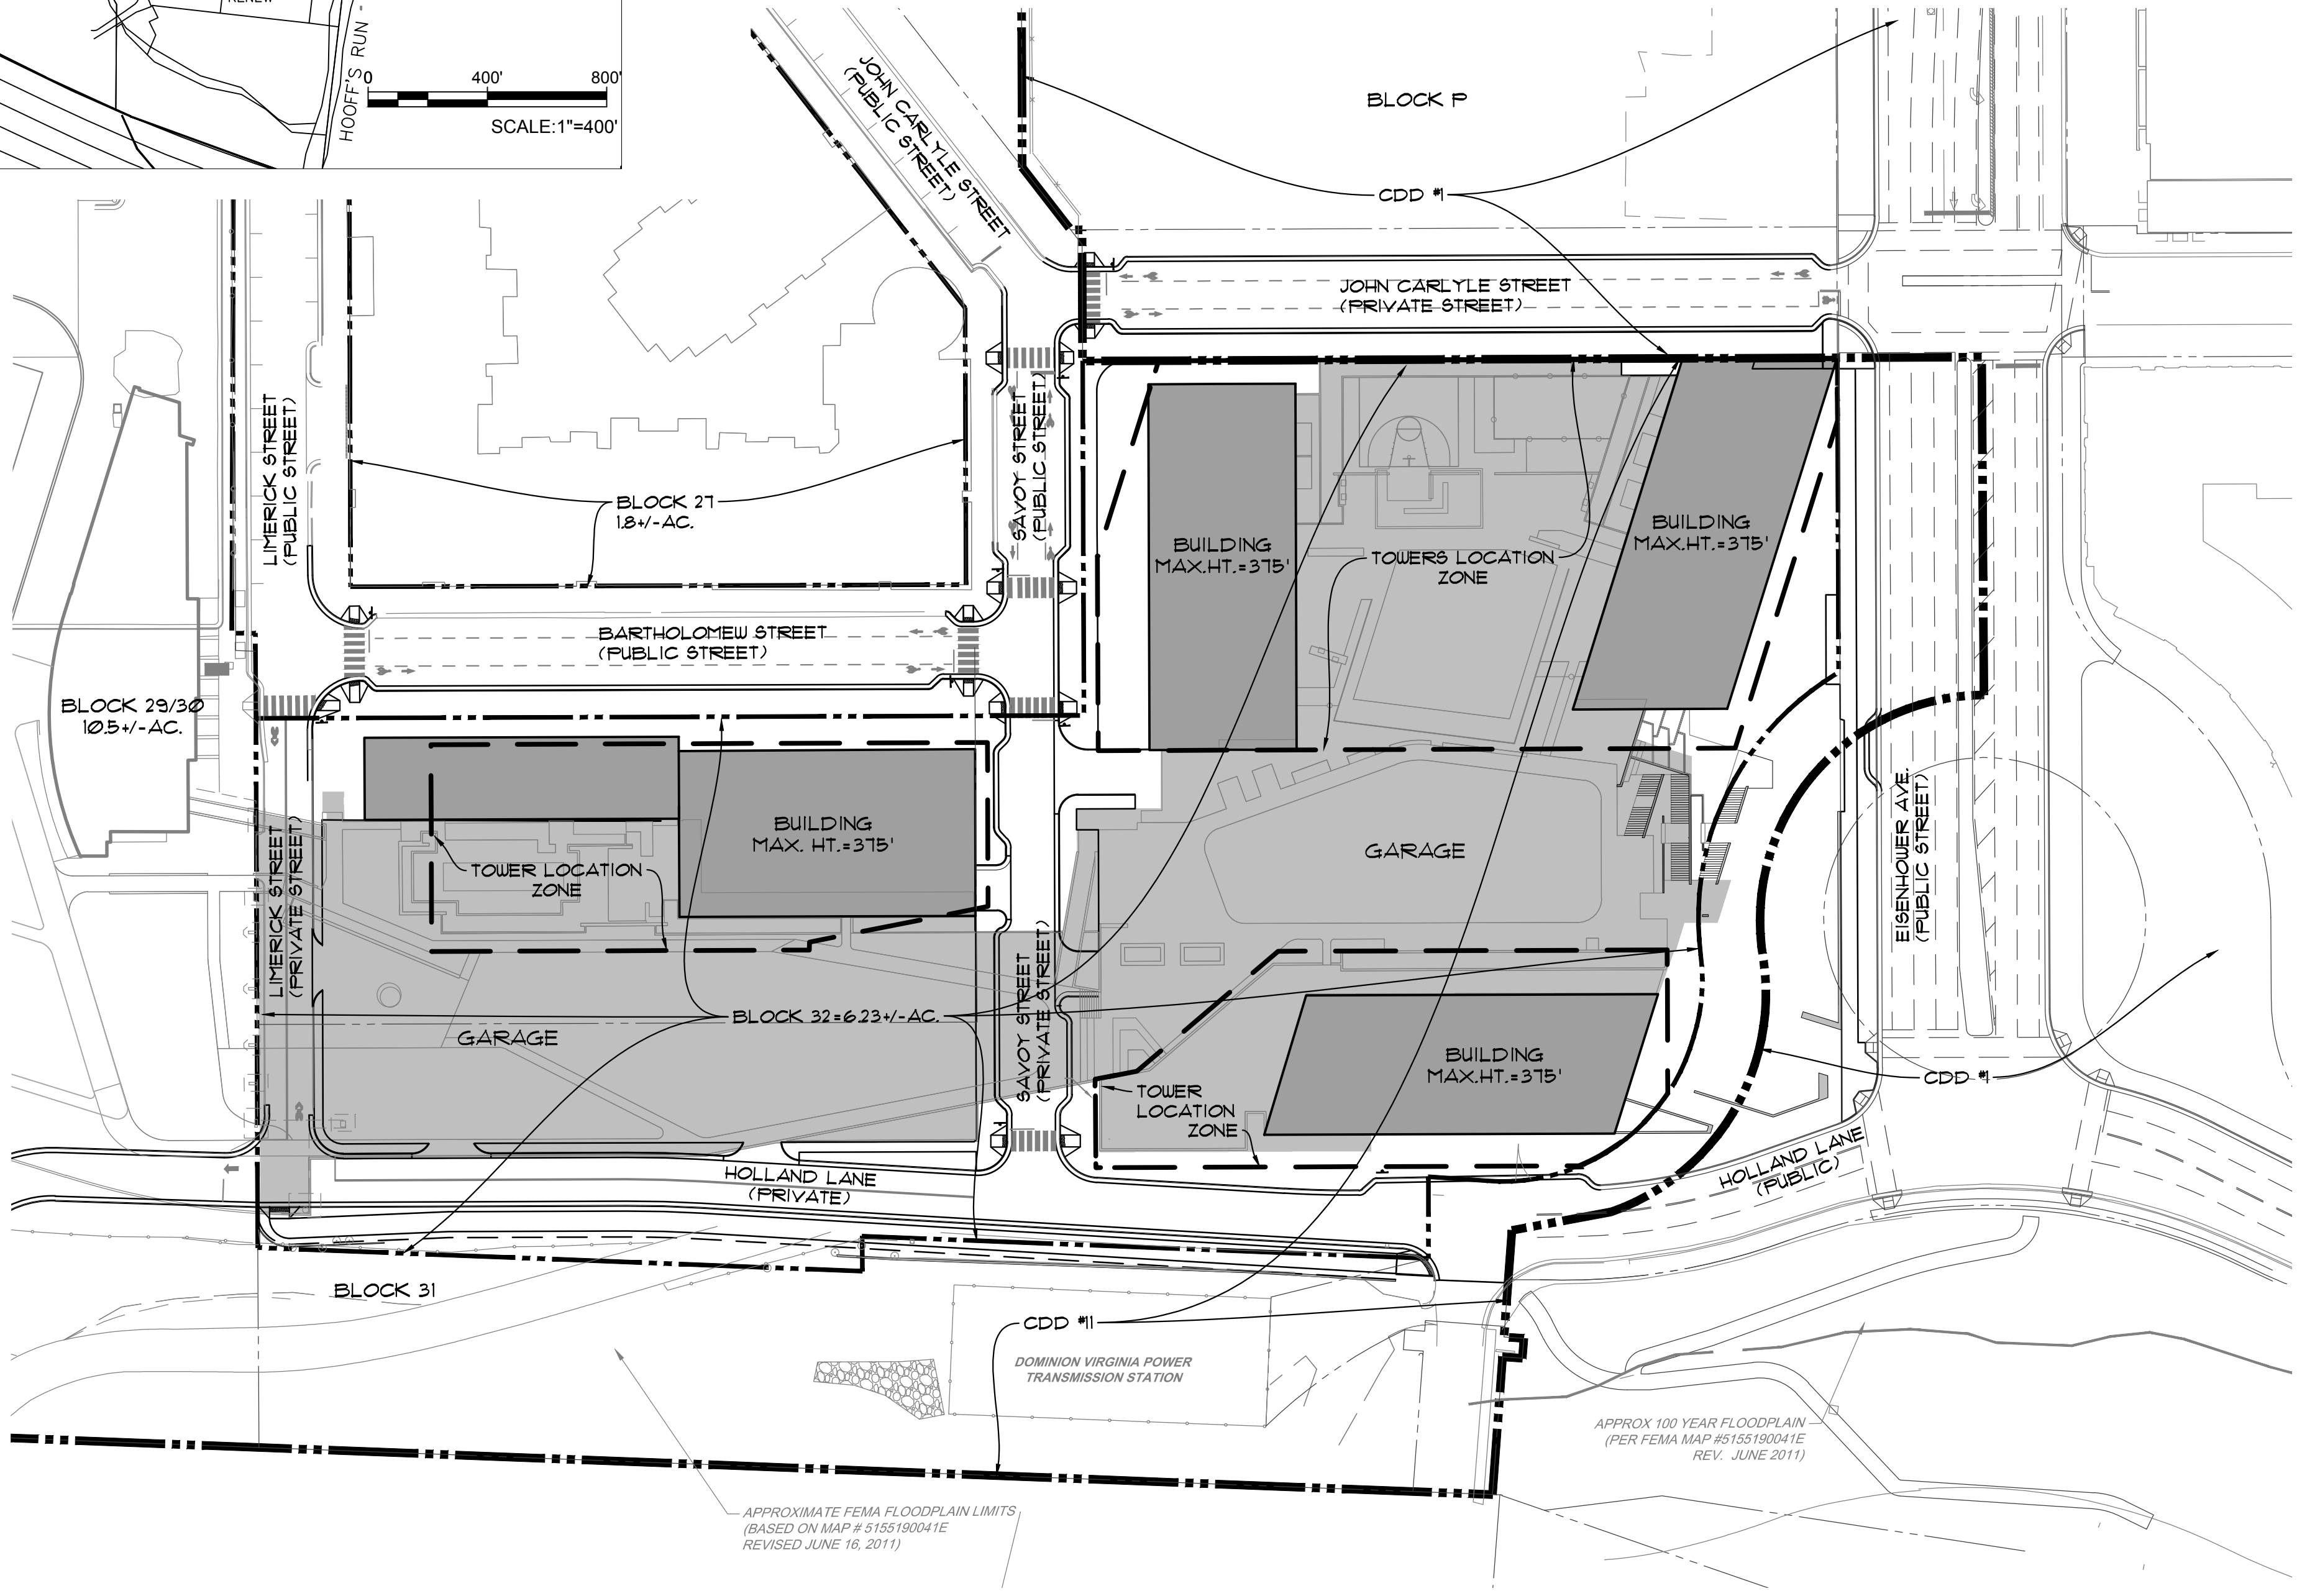 RENEW
HOOFF'S RUN -
0 400' 800'
SCALE:1"=400'
JOHN CARLYLE STREET
(PUBLIC STREET)
BLOCK P
CDD #1
JOHN CARLYLE STREET
(PRIVATE STREET)
LIMERICK STREET
(PUBLIC STREET)
SAVOY STREET
(PUBLIC STREET)
BLOCK 27
1.8+/-AC.
BUILDING
MAX.HT.=375'
TOWERS LOCATION
ZONE
BUILDING
MAX.HT.=375'
BARTHOLOMEW STREET
(PUBLIC STREET)
BLOCK 29/30
10.5+/-AC.
BUILDING
MAX. HT.=375'
TOWER LOCATION
ZONE
GARAGE
EISENHOWER AVE.
(PUBLIC STREET)
LIMERICK STREET
(PRIVATE STREET)
BLOCK 32=6.23+/-AC.
SAVOY STREET
(PRIVATE STREET)
GARAGE
BUILDING
MAX.HT.=375'
CDD #1
TOWER
LOCATION
ZONE
HOLLAND LANE
(PRIVATE)
HOLLAND LANE
(PUBLIC)
BLOCK 31
CDD #11
DOMINION VIRGINIA POWER
TRANSMISSION STATION
APPROX 100 YEAR FLOODPLAIN
(PER FEMA MAP #5155190041E
REV. JUNE 2011)
APPROXIMATE FEMA FLOODPLAIN LIMITS
(BASED ON MAP # 5155190041E
REVISED JUNE 16, 2011)